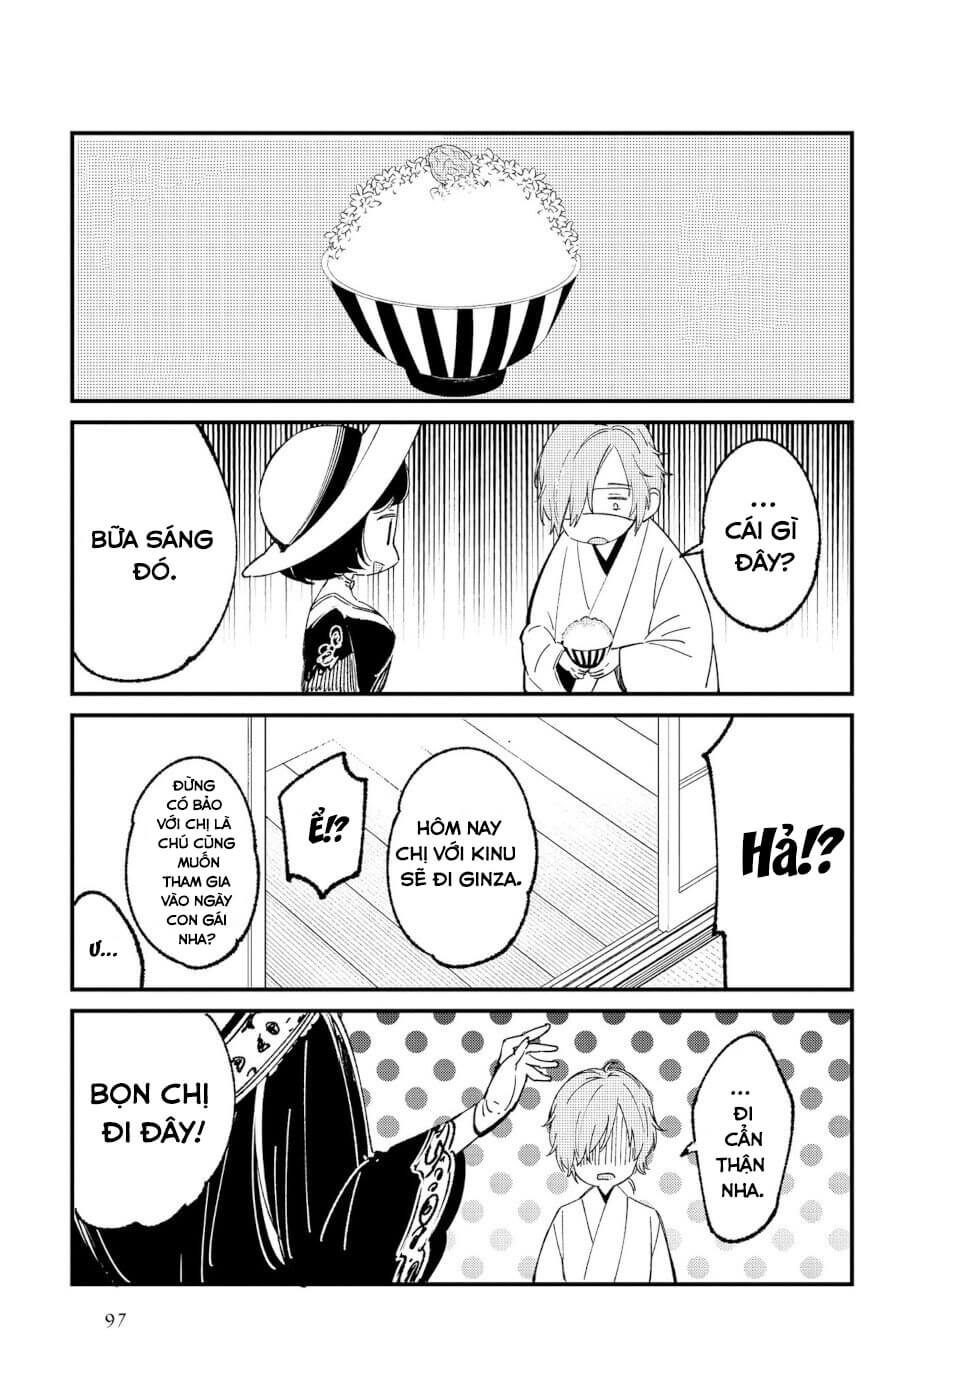 ...
CÁI GÌ
ĐÂY?
BỮA SÁNG
ĐÓ.
HẢ!?
HÔM NAY
CHỊ VỚI KINU
SẼ ĐI GINZA.
Ể!?
ĐỪNG
CÓ BẢO
VỚI CHỊ LÀ
CHÚ CŨNG
MUỐN
THAM GIA
VÀO NGÀY
CON GÁI
NHA?
Ư...
...
ĐI
CẨN
THẬN
NHA.
BỌN CHỊ
ĐI ĐÂY!
97